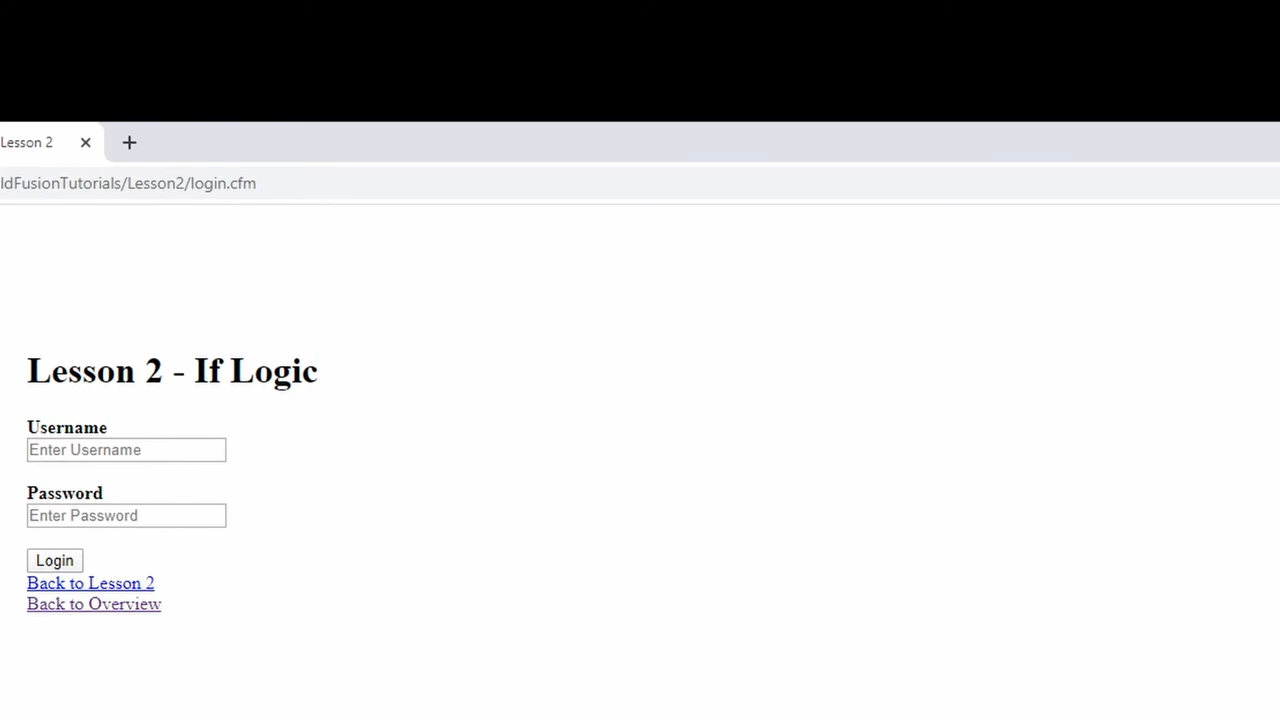 Lesson 2
ldFusionTutorials/Lesson2/login.cfm
Lesson 2 - If Logic
Username
Enter Username
Password
Enter Password
Login
Back to Lesson 2
Back to Overview